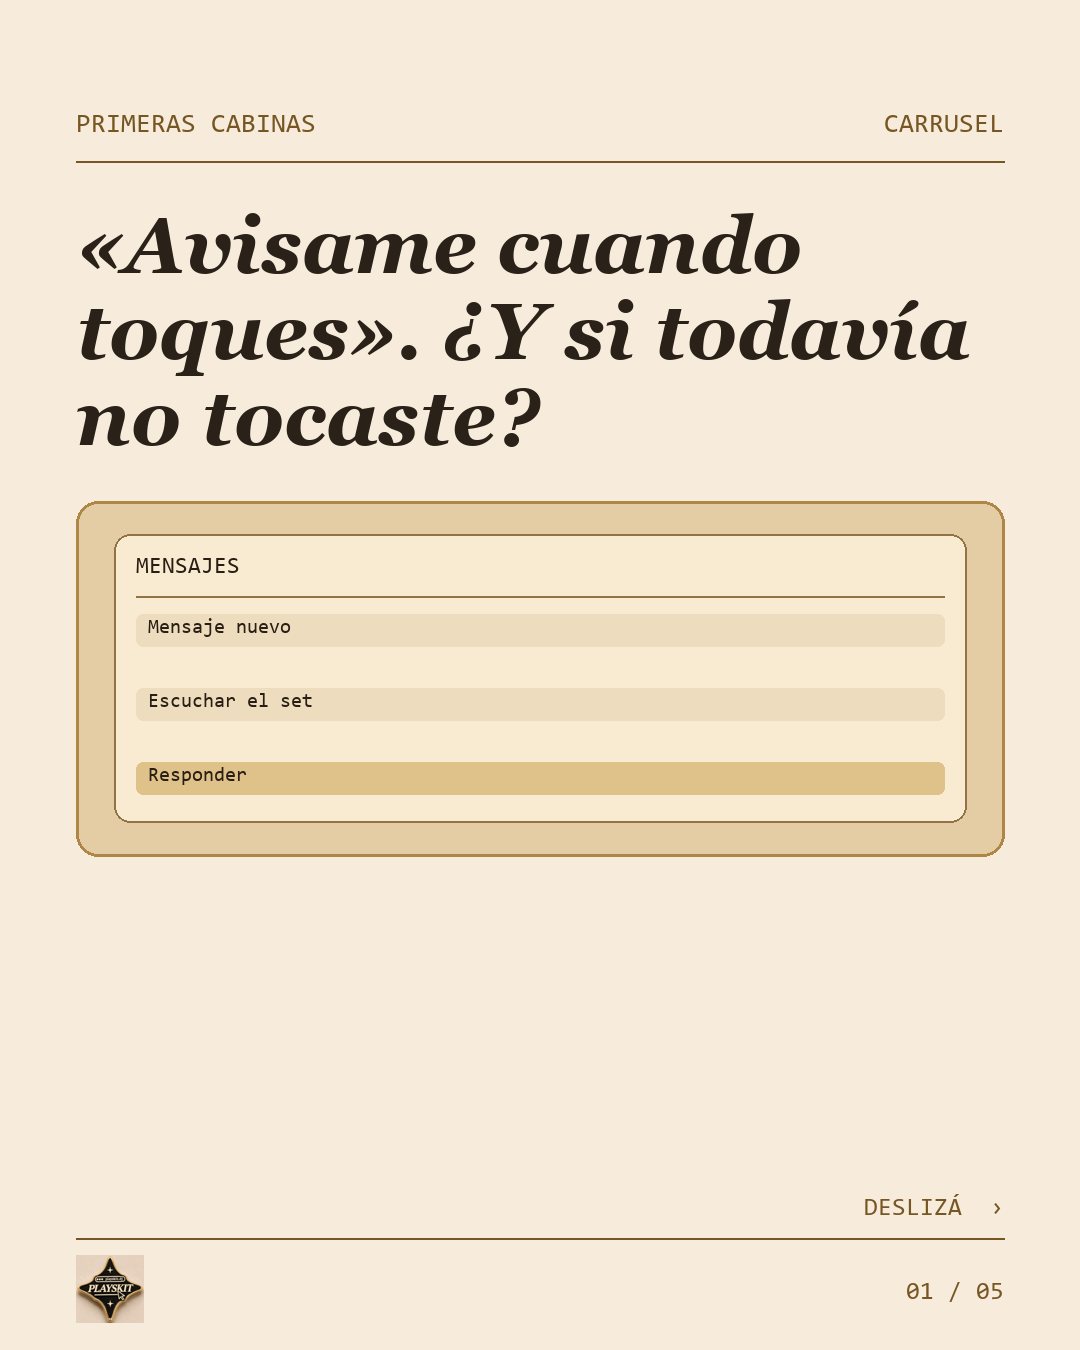 PRIMERAS CABINAS
CARRUSEL
«Avisame cuando
toques». ¿Y si todavía
no tocaste?
MENSAJES
Mensaje nuevo
Escuchar el set
Responder
DESLIZÁ ›
PLAYSKIT
01 / 05